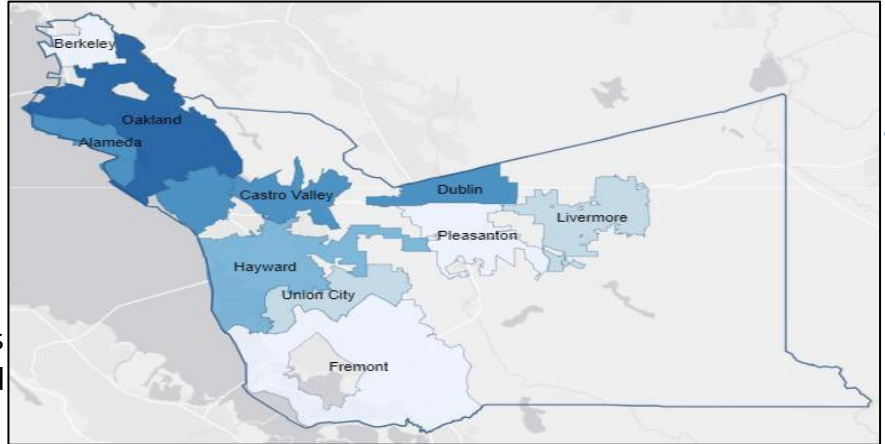 Berkeley
Oakland
Alameda
Castro Valley
Dublin
Livermore
Pleasanton
Hayward
Union City
Fremont